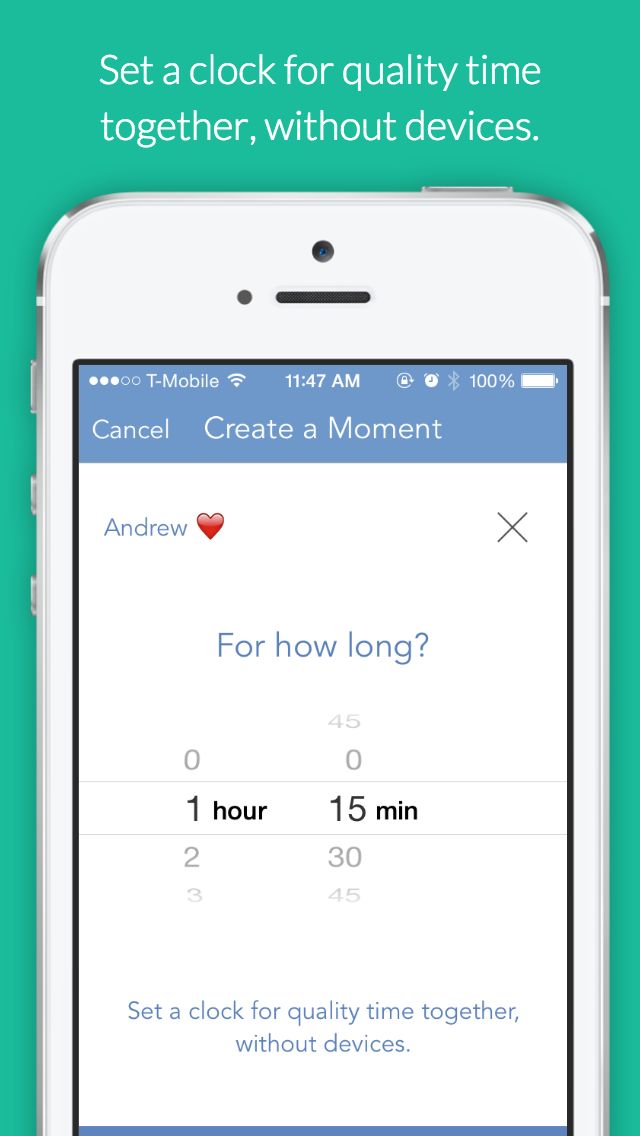 Set a clock for quality time
together, without devices.
T-Mobile 11:47 AM 100%
Cancel Create a Moment
Andrew ❤️
For how long?
45
0 0
1 hour 15 min
2 30
3 45
Set a clock for quality time together,
without devices.